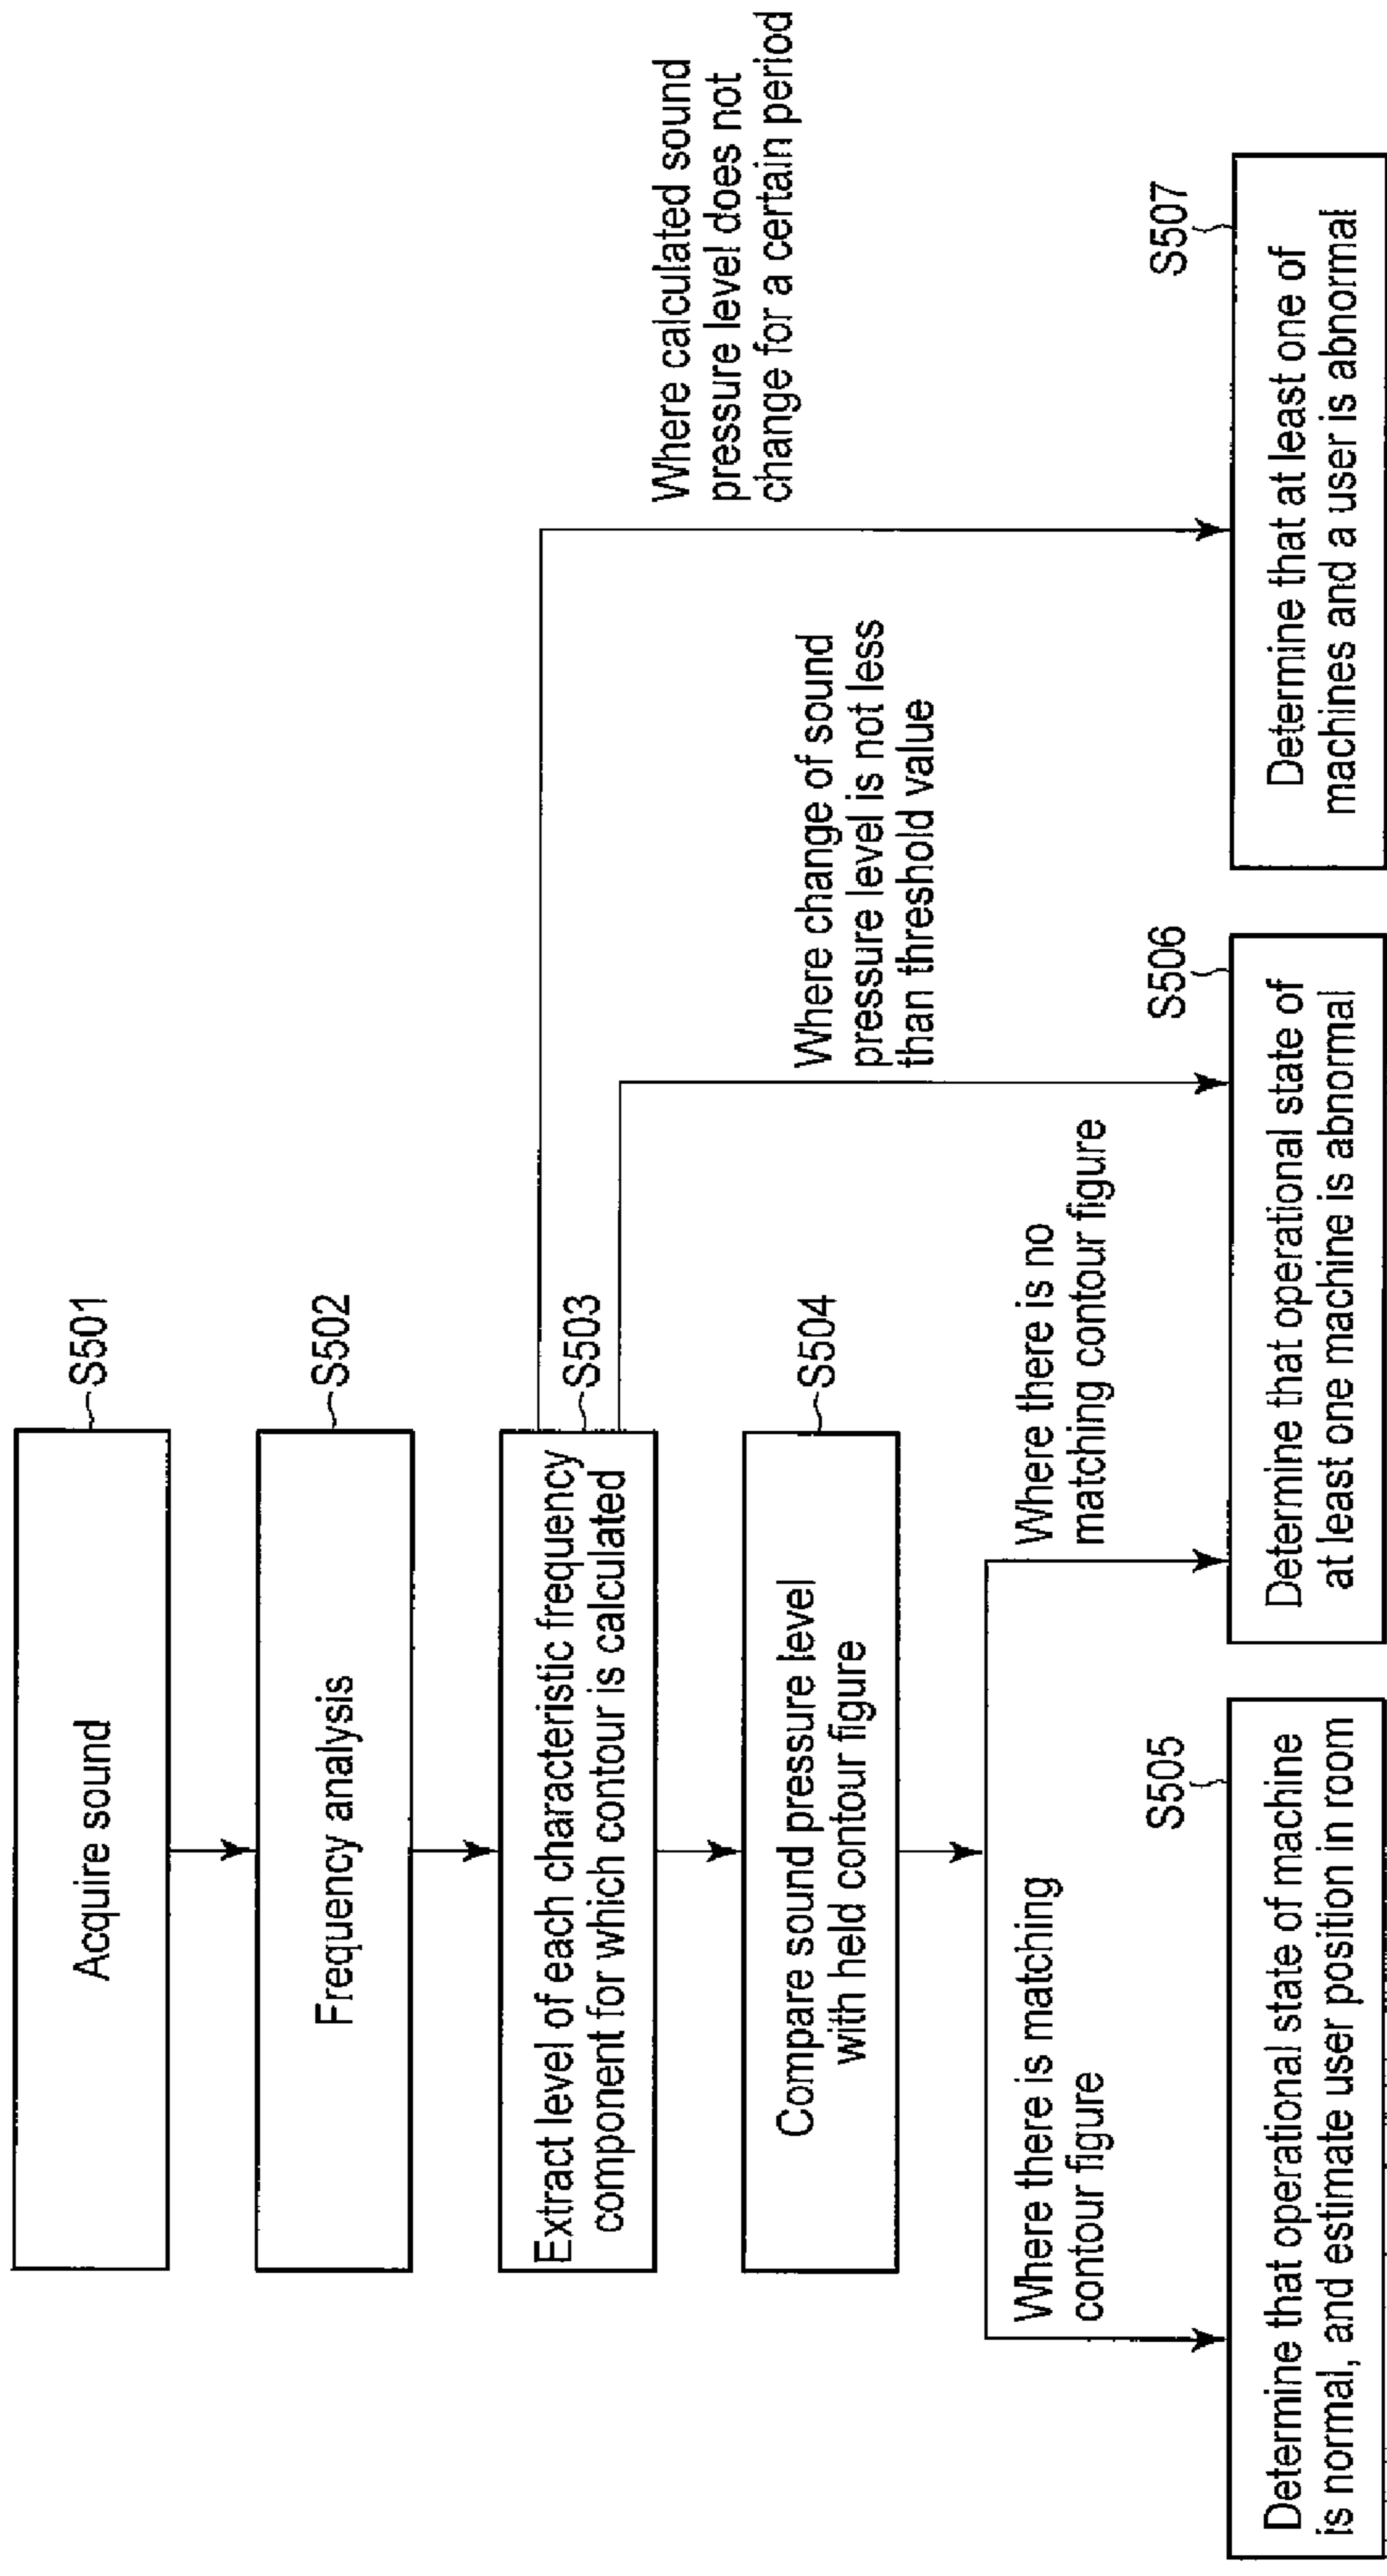 Acquire sound
S501
Frequency analysis
S502
Extract level of each characteristic frequency
component for which contour is calculated
S503
Compare sound pressure level
with held contour figure
S504
Where there is matching
contour figure
Where there is no
matching contour figure
Where change of sound
pressure level is not less
than threshold value
Where calculated sound
pressure level does not
change for a certain period
S505
Determine that operational state of machine
is normal, and estimate user position in room
S506
Determine that operational state of
at least one machine is abnormal
S507
Determine that at least one of
machines and a user is abnormal